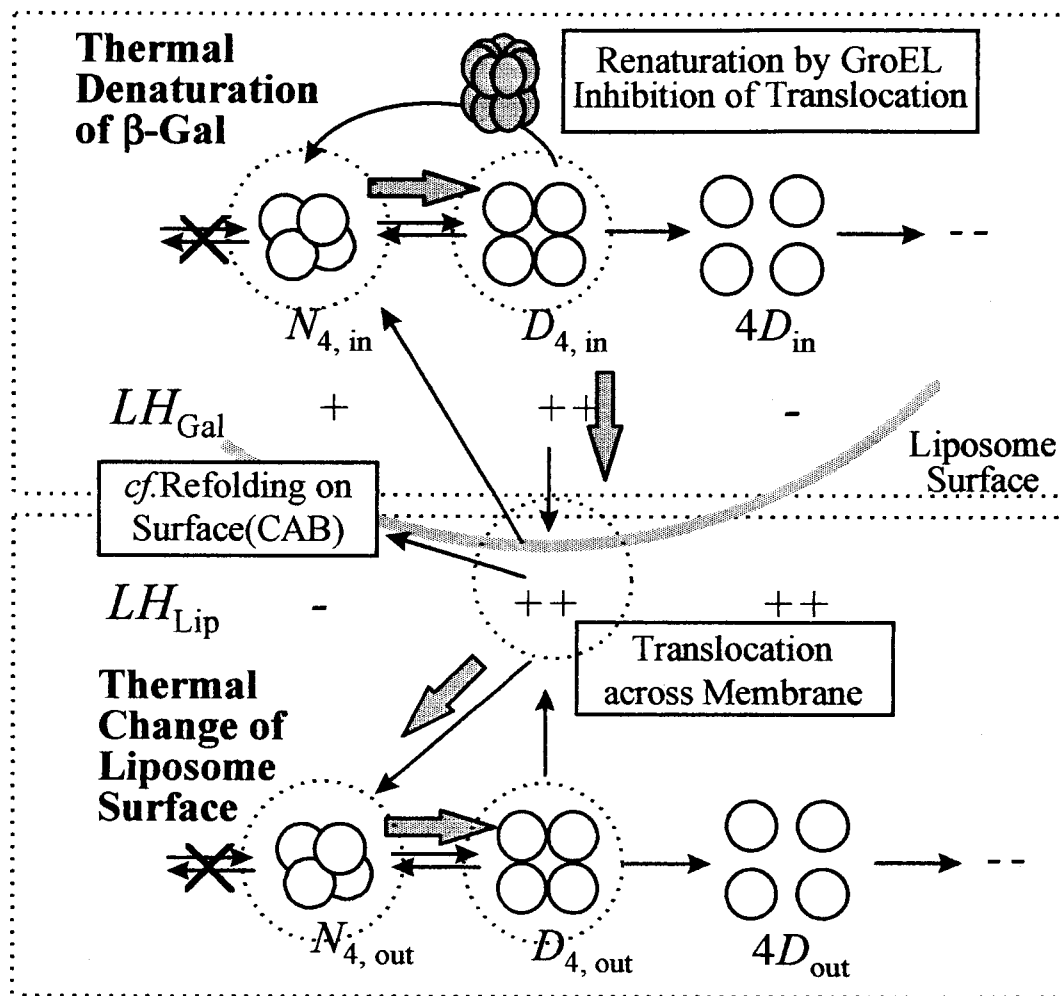 Thermal
Denaturation
of β-Gal
Renaturation by GroEL
Inhibition of Translocation
N4, in
D4, in
4Din
LHGal + ++ -
Liposome
Surface
cf.Refolding on
Surface(CAB)
LHLip - ++ ++
Translocation
across Membrane
Thermal
Change of
Liposome
Surface
N4, out
D4, out
4Dout